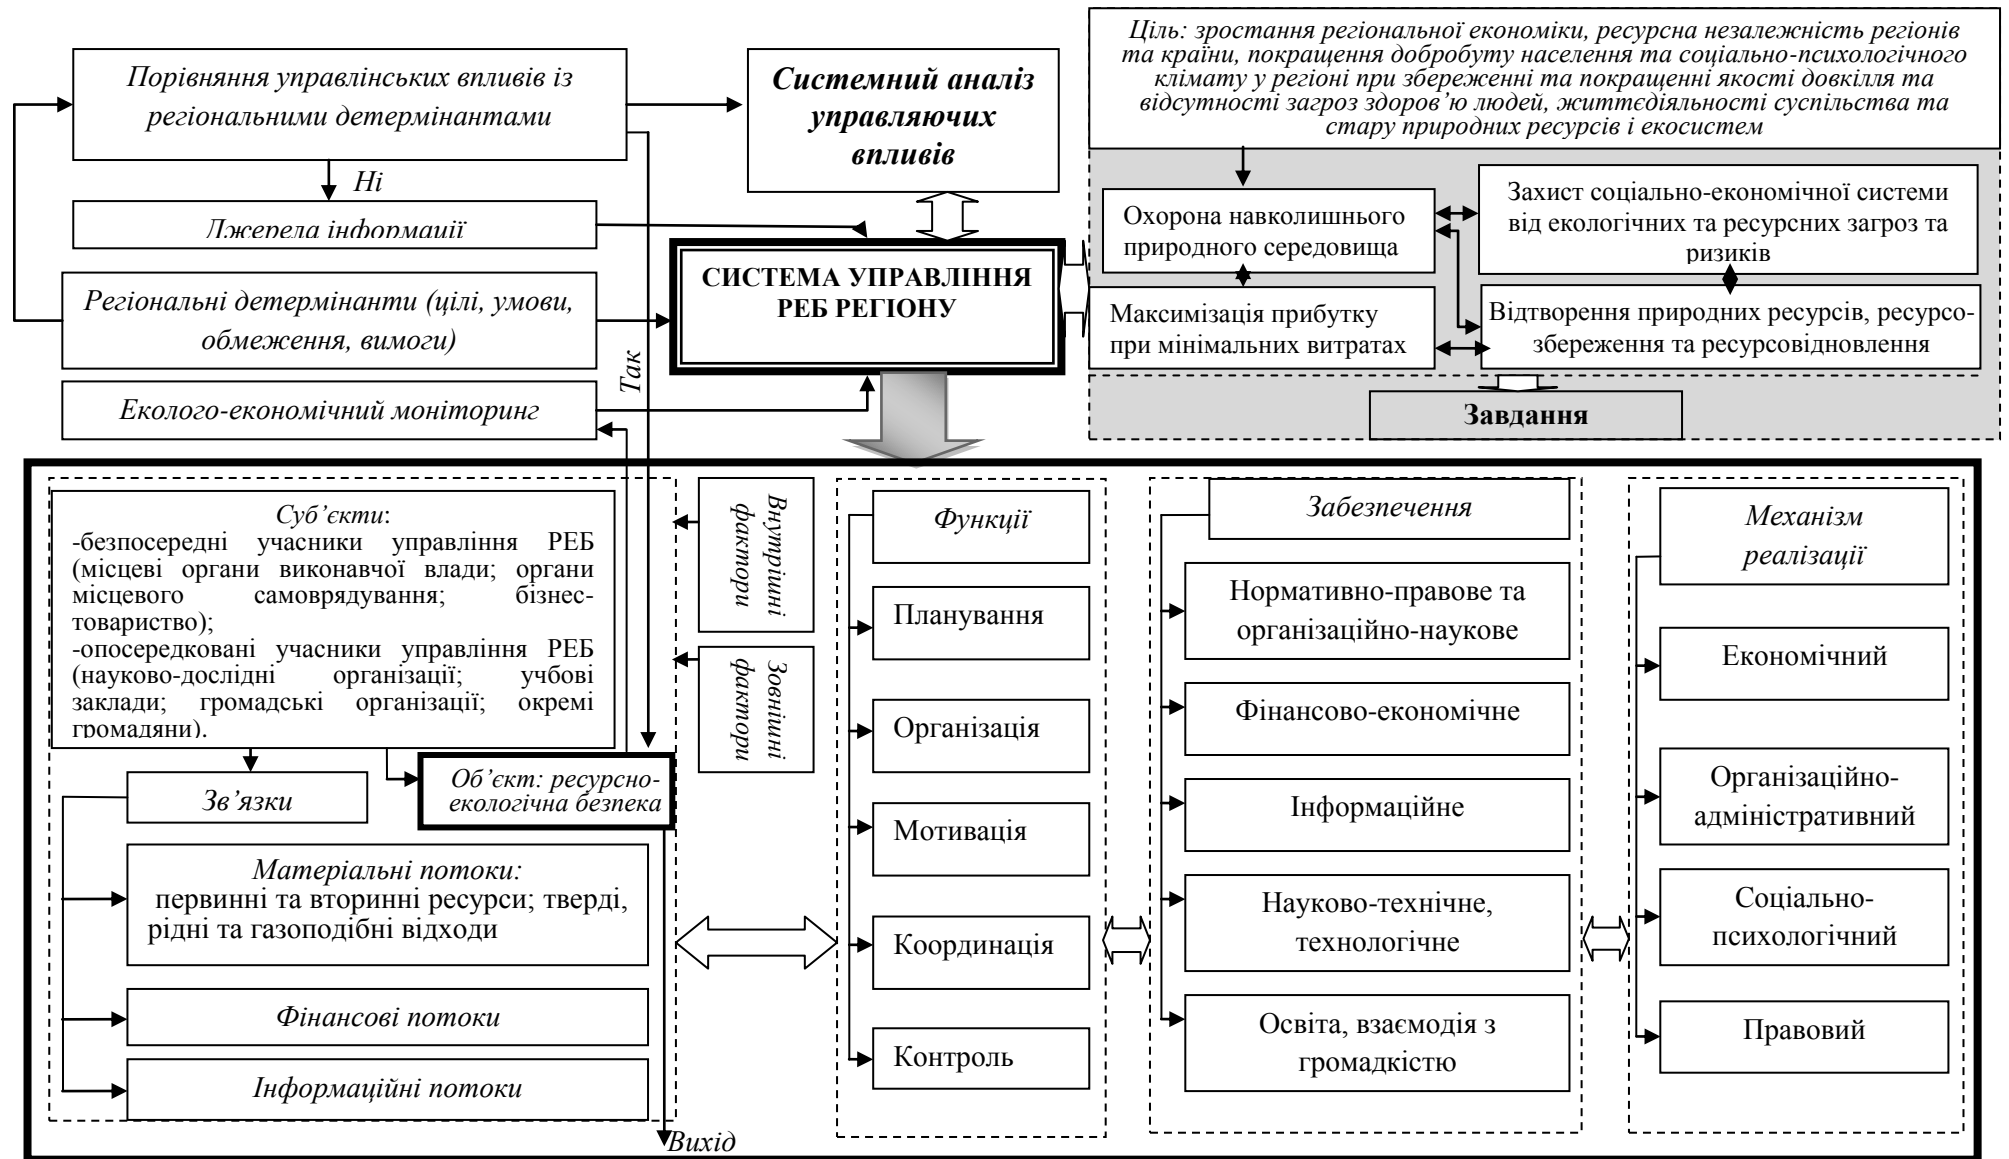 Порівняння управлінських впливів із
регіональними детермінантами
Системний аналіз
управляючих
впливів
Ціль: зростання регіональної економіки, ресурсна незалежність регіонів
та країни, покращення добробуту населення та соціально-психологічного
клімату у регіоні при збереженні та покращенні якості довкілля та
відсутності загроз здоров’ю людей, життєдіяльності суспільства та
стару природних ресурсів і екосистем
Ні
Джерела інформації
Регіональні детермінанти (цілі, умови,
обмеження, вимоги)
Еколого-економічний моніторинг
Так
СИСТЕМА УПРАВЛІННЯ
РЕБ РЕГІОНУ
Охорона навколишнього
природного середовища
Захист соціально-економічної системи
від екологічних та ресурсних загроз та
ризиків
Максимізація прибутку
при мінімальних витратах
Відтворення природних ресурсів, ресурсо-
збереження та ресурсовідновлення
Завдання
Суб’єкти:
-безпосередні учасники управління РЕБ
(місцеві органи виконавчої влади; органи
місцевого самоврядування; бізнес-
товариство);
-опосередковані учасники управління РЕБ
(науково-дослідні організації; учбові
заклади; громадські організації; окремі
громадяни).
Зв’язки
Об’єкт: ресурсно-
екологічна безпека
Матеріальні потоки:
первинні та вторинні ресурси; тверді,
рідні та газоподібні відходи
Фінансові потоки
Інформаційні потоки
Вихід
Внутрішні
фактори
Зовнішні
фактори
Функції
Планування
Організація
Мотивація
Координація
Контроль
Забезпечення
Нормативно-правове та
організаційно-наукове
Фінансово-економічне
Інформаційне
Науково-технічне,
технологічне
Освіта, взаємодія з
громадкістю
Механізм
реалізації
Економічний
Організаційно-
адміністративний
Соціально-
психологічний
Правовий